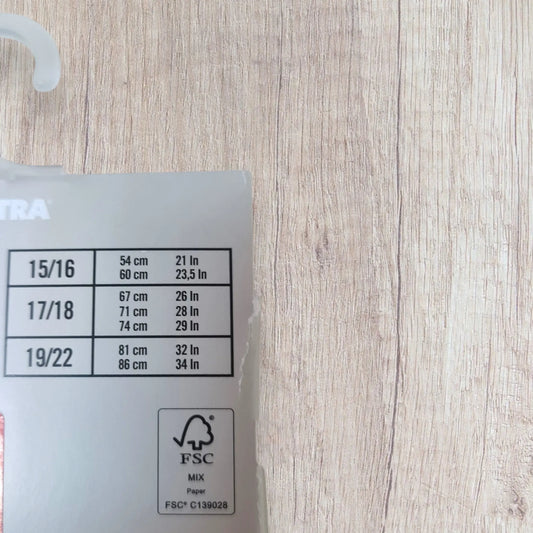 TRA®
15/16
54 cm 21 In
60 cm 23,5 In
17/18
67 cm 26 In
71 cm 28 In
74 cm 29 In
19/22
81 cm 32 In
86 cm 34 In
FSC
MIX
Paper
FSC® C139028